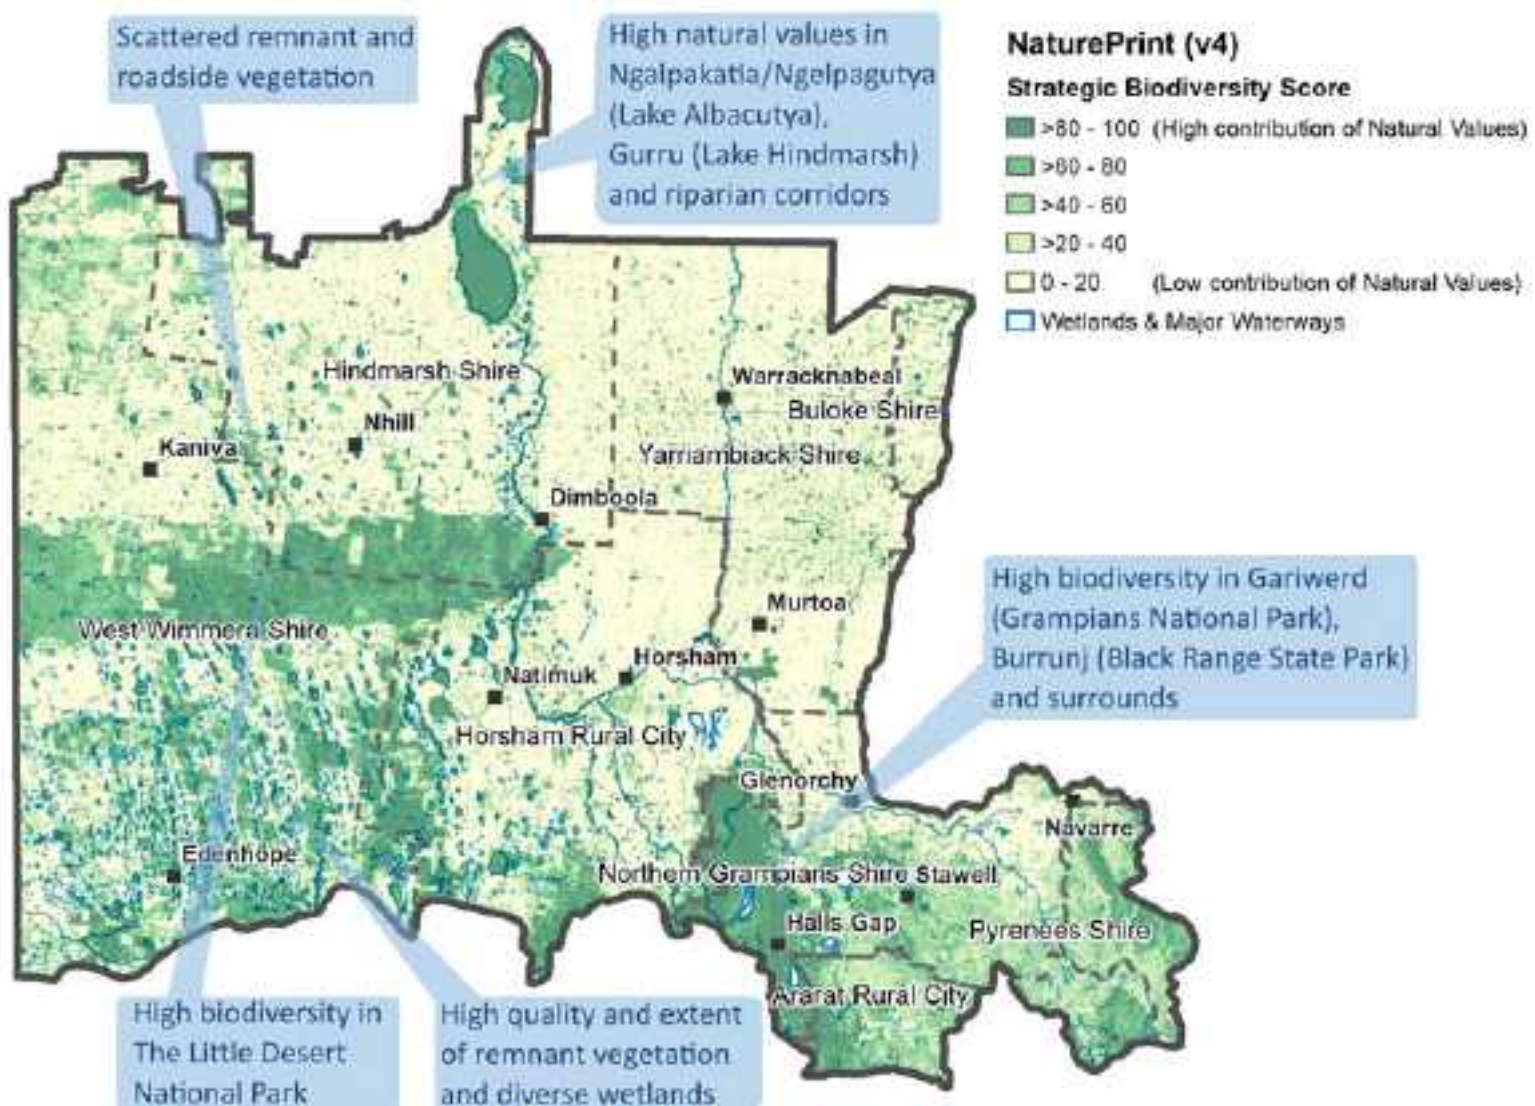 Scattered remnant and
roadside vegetation
High natural values in
Ngalpakatia/Ngelpagutya
(Lake Albacutya),
Gurru (Lake Hindmarsh)
and riparian corridors
NaturePrint (v4)
Strategic Biodiversity Score
>80 - 100 (High contribution of Natural Values)
>60 - 80
>40 - 60
>20 - 40
0 - 20 (Low contribution of Natural Values)
Wetlands & Major Waterways
Hindmarsh Shire
Warracknabeal
Buloke Shire
Nhill
Kaniva
Yarriambiack Shire
Dimboola
High biodiversity in Gariwerd
(Grampians National Park),
Burrunj (Black Range State Park)
and surrounds
Murtoa
West Wimmera Shire
Horsham
Natimuk
Horsham Rural City
Glenorchy
Navarre
Edenhope
Northern Grampians Shire
Stawell
Halls Gap
Pyrenees Shire
Ararat Rural City
High biodiversity in
The Little Desert
National Park
High quality and extent
of remnant vegetation
and diverse wetlands